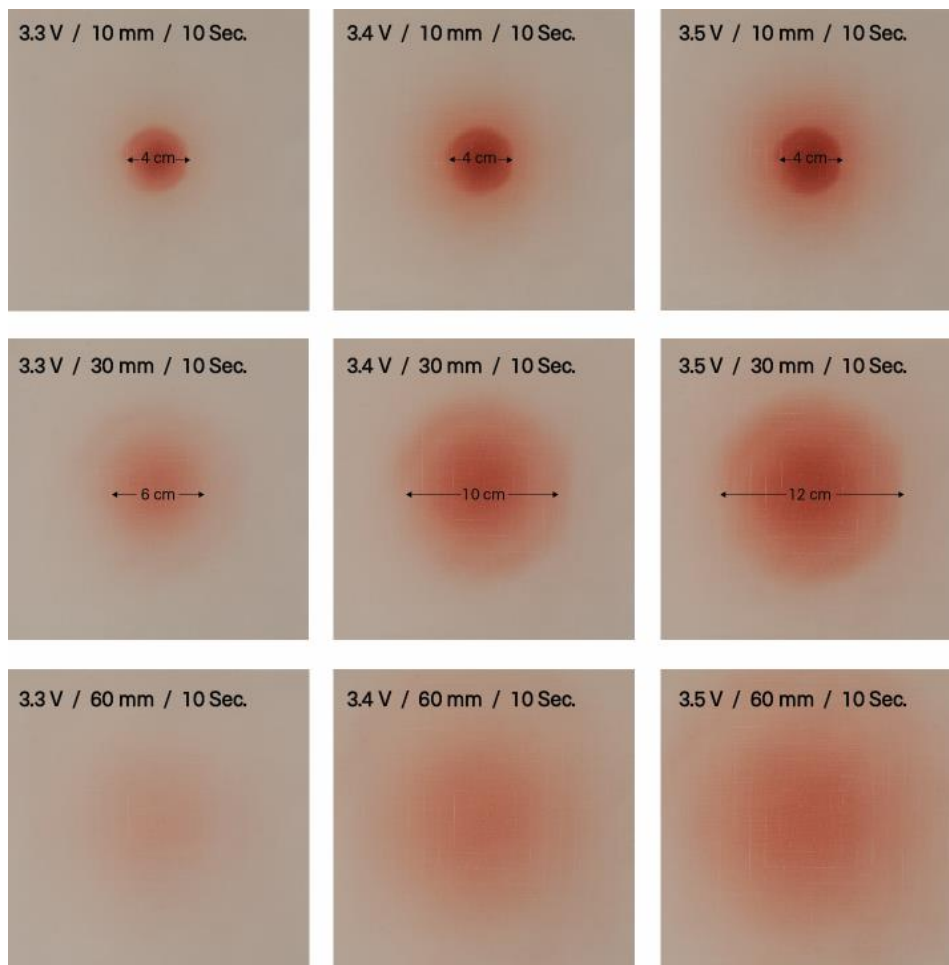 3.3 V / 10 mm / 10 Sec.
3.4 V / 10 mm / 10 Sec.
3.5 V / 10 mm / 10 Sec.
4 cm
4 cm
4 cm
3.3 V / 30 mm / 10 Sec.
3.4 V / 30 mm / 10 Sec.
3.5 V / 30 mm / 10 Sec.
6 cm
10 cm
12 cm
3.3 V / 60 mm / 10 Sec.
3.4 V / 60 mm / 10 Sec.
3.5 V / 60 mm / 10 Sec.